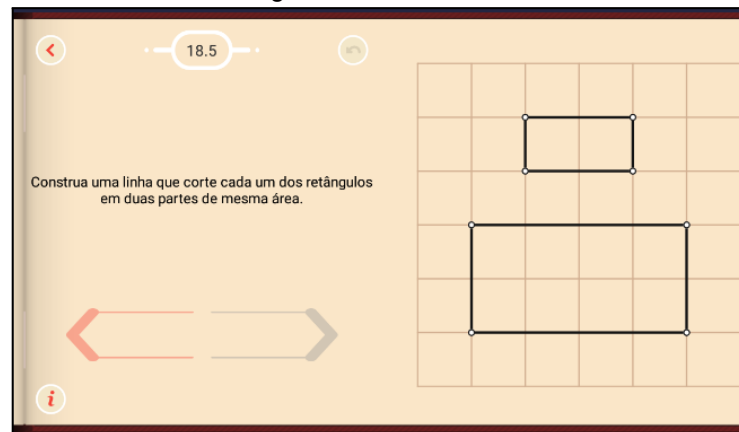 18.5
Construa uma linha que corte cada um dos retângulos
em duas partes de mesma área.
i